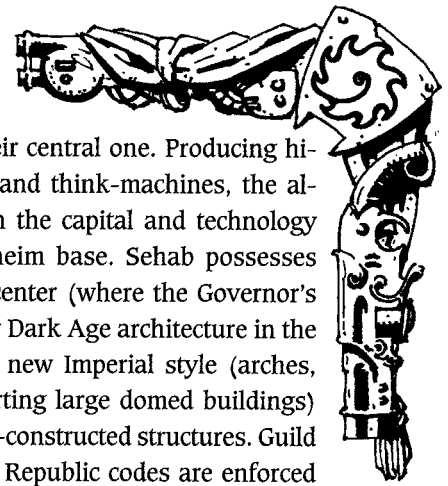 eir central one. Producing hi-
and think-machines, the al-
n the capital and technology
neim base. Sehab possesses
center (where the Governor's
y Dark Age architecture in the
new Imperial style (arches,
rting large domed buildings)
-constructed structures. Guild
Republic codes are enforced